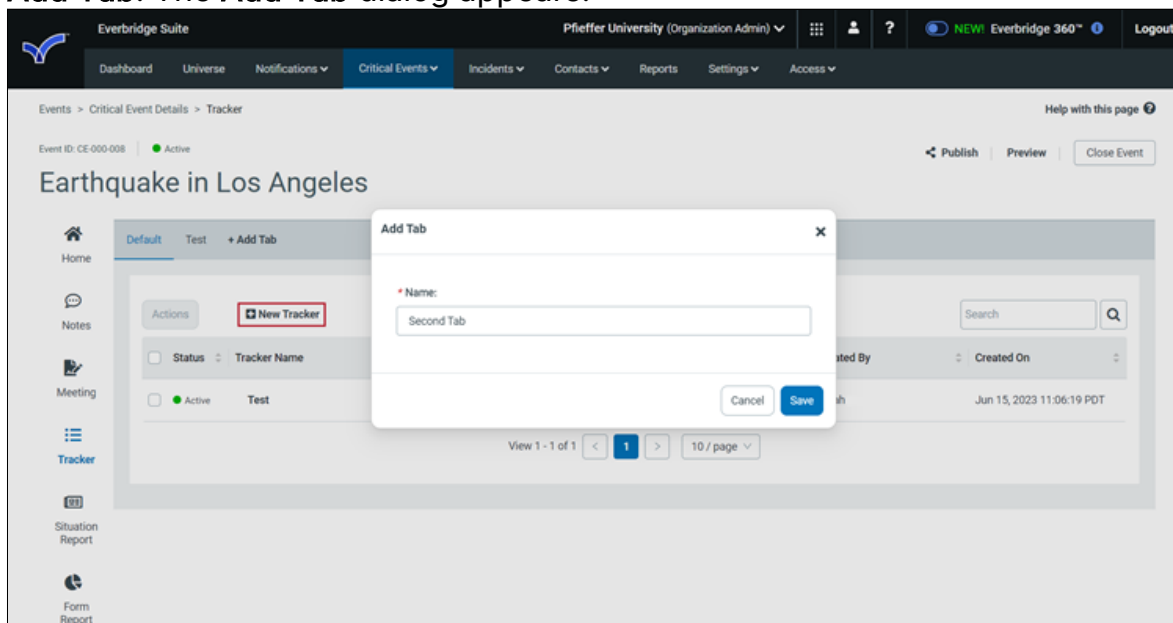 Add Tab. The Add Tab dialog appears.
Everbridge Suite
Pfieffer University (Organization Admin)
?
NEW! Everbridge 360™
Logout
Dashboard Universe Notifications Critical Events Incidents Contacts Reports Settings Access
Events > Critical Event Details > Tracker
Help with this page
Event ID: CE-000-008
Active
Publish Preview Close Event
Earthquake in Los Angeles
Home
Notes
Meeting
Tracker
Situation
Report
Form
Report
Default Test + Add Tab
Actions New Tracker
Search
Status Tracker Name
Created On
Active Test
Jun 15, 2023 11:06:19 PDT
View 1 - 1 of 1 < 1 > 10 / page
Add Tab
* Name:
Second Tab
Cancel Save